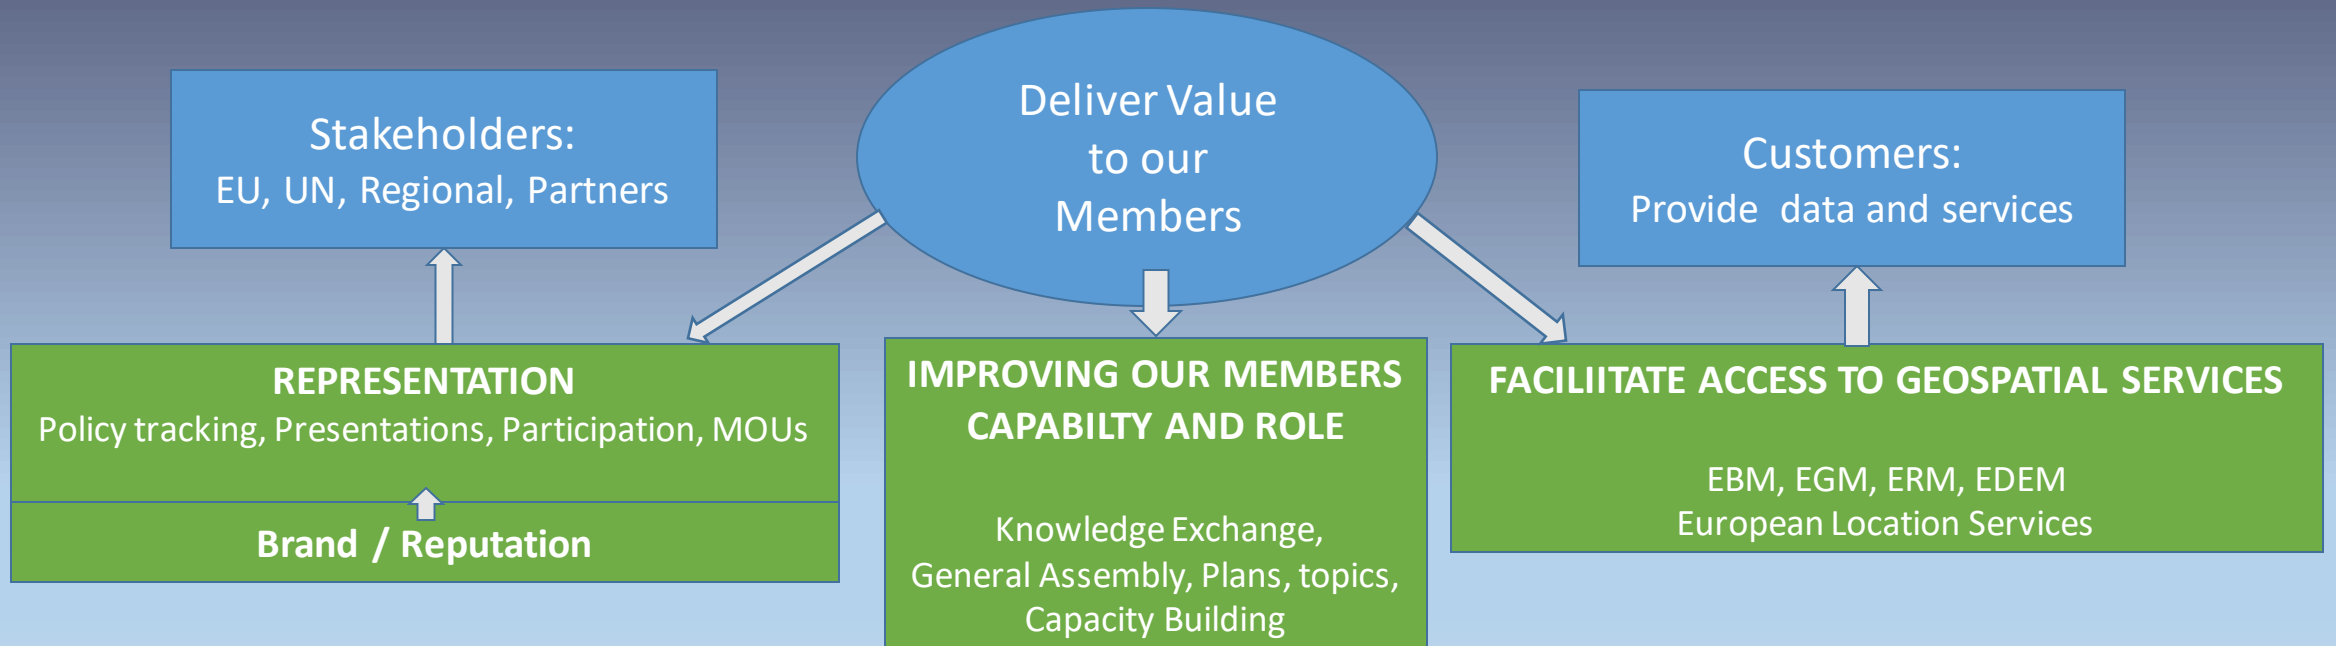 Stakeholders:
EU, UN, Regional, Partners
Deliver Value
to our
Members
Customers:
Provide data and services
REPRESENTATION
Policy tracking, Presentations, Participation, MOUs
Brand / Reputation
IMPROVING OUR MEMBERS
CAPABILTY AND ROLE
Knowledge Exchange,
General Assembly, Plans, topics,
Capacity Building
FACILIITATE ACCESS TO GEOSPATIAL SERVICES
EBM, EGM, ERM, EDEM
European Location Services